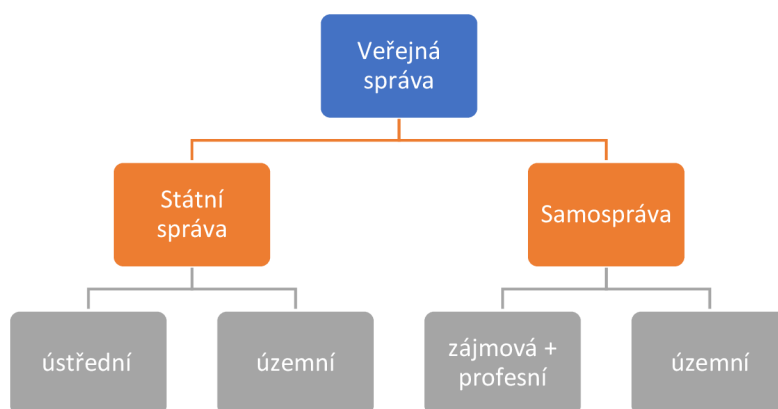 Veřejná
správa
Státní
správa
Samospráva
ústřední
územní
zájmová +
profesní
územní